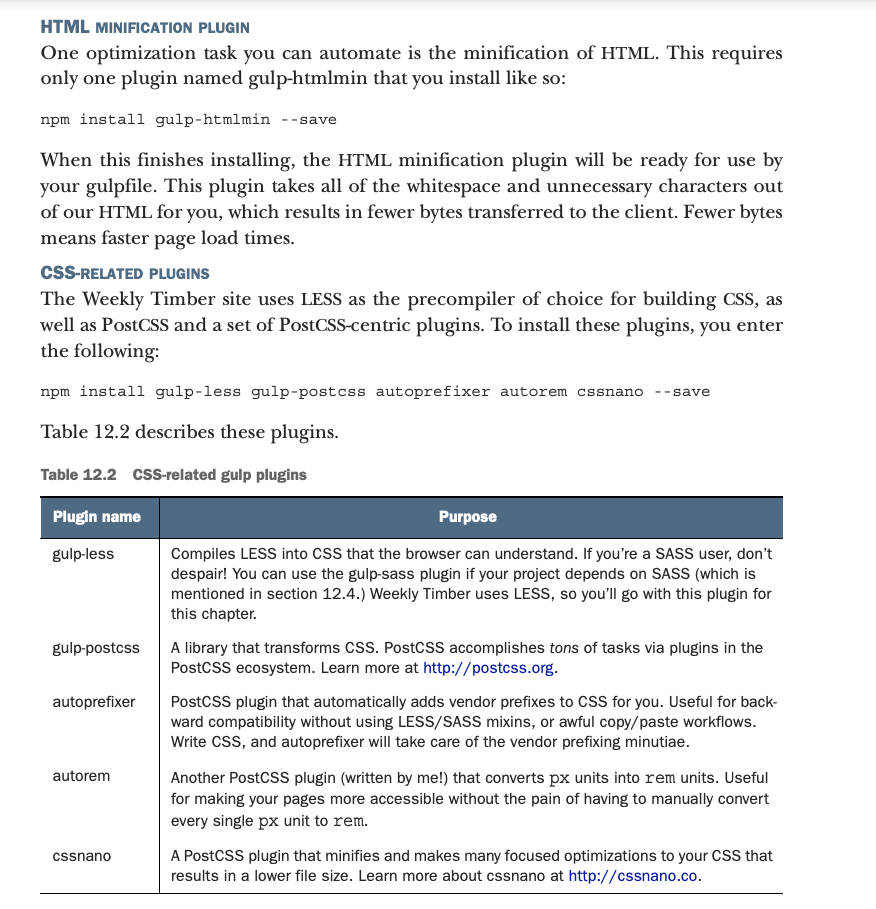 HTML MINIFICATION PLUGIN
One optimization task you can automate is the minification of HTML. This requires
only one plugin named gulp-htmlmin that you install like so:
npm install gulp-htmlmin --save
When this finishes installing, the HTML minification plugin will be ready for use by
your gulpfile. This plugin takes all of the whitespace and unnecessary characters out
of our HTML for you, which results in fewer bytes transferred to the client. Fewer bytes
means faster page load times.
CSS-RELATED PLUGINS
The Weekly Timber site uses LESS as the precompiler of choice for building CSS, as
well as PostCSS and a set of PostCSS-centric plugins. To install these plugins, you enter
the following:
npm install gulp-less gulp-postcss autoprefixer autorem cssnano --save
Table 12.2 describes these plugins.
Table 12.2 CSS-related gulp plugins
Plugin name Purpose
gulp-less Compiles LESS into CSS that the browser can understand. If you're a SASS user, don't
despair! You can use the gulp-sass plugin if your project depends on SASS (which is
mentioned in section 12.4.) Weekly Timber uses LESS, so you'll go with this plugin for
this chapter.
gulp-postcss A library that transforms CSS. PostCSS accomplishes tons of tasks via plugins in the
PostCSS ecosystem. Learn more at http://postcss.org.
autoprefixer PostCSS plugin that automatically adds vendor prefixes to CSS for you. Useful for back-
ward compatibility without using LESS/SASS mixins, or awful copy/paste workflows.
Write CSS, and autoprefixer will take care of the vendor prefixing minutiae.
autorem Another PostCSS plugin (written by me!) that converts px units into rem units. Useful
for making your pages more accessible without the pain of having to manually convert
every single px unit to rem.
cssnano A PostCSS plugin that minifies and makes many focused optimizations to your CSS that
results in a lower file size. Learn more about cssnano at http://cssnano.co.